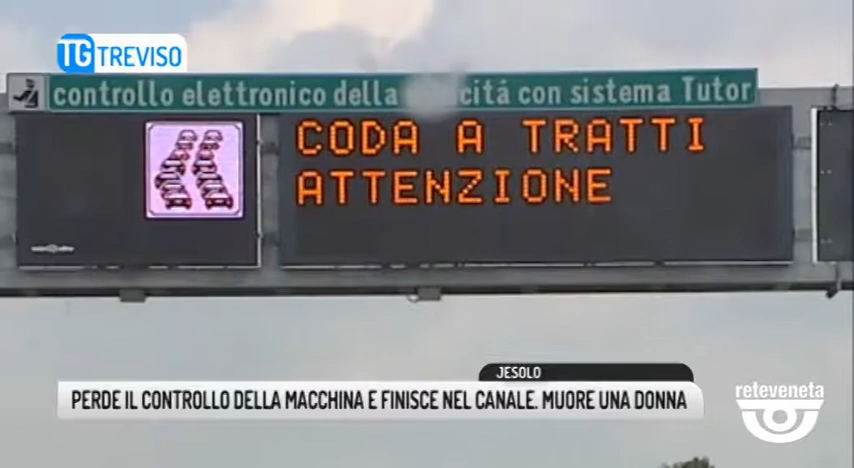 TG TREVISO
controllo elettronico della cità con sistema Tutor
CODA A TRATTI
ATTENZIONE
JESOLO
PERDE IL CONTROLLO DELLA MACCHINA E FINISCE NEL CANALE. MUORE UNA DONNA
reteveneta